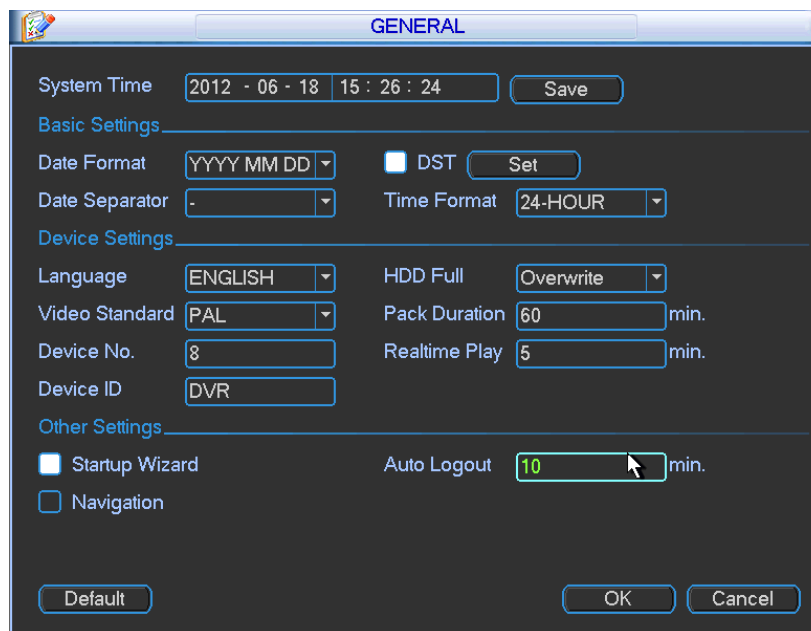 GENERAL
System Time 2012 - 06 - 18 15 : 26 : 24 Save
Basic Settings
Date Format YYYY MM DD DST Set
Date Separator - Time Format 24-HOUR
Device Settings
Language ENGLISH HDD Full Overwrite
Video Standard PAL Pack Duration 60 min.
Device No. 8 Realtime Play 5 min.
Device ID DVR
Other Settings
Startup Wizard Auto Logout 10 min.
Navigation
Default OK Cancel